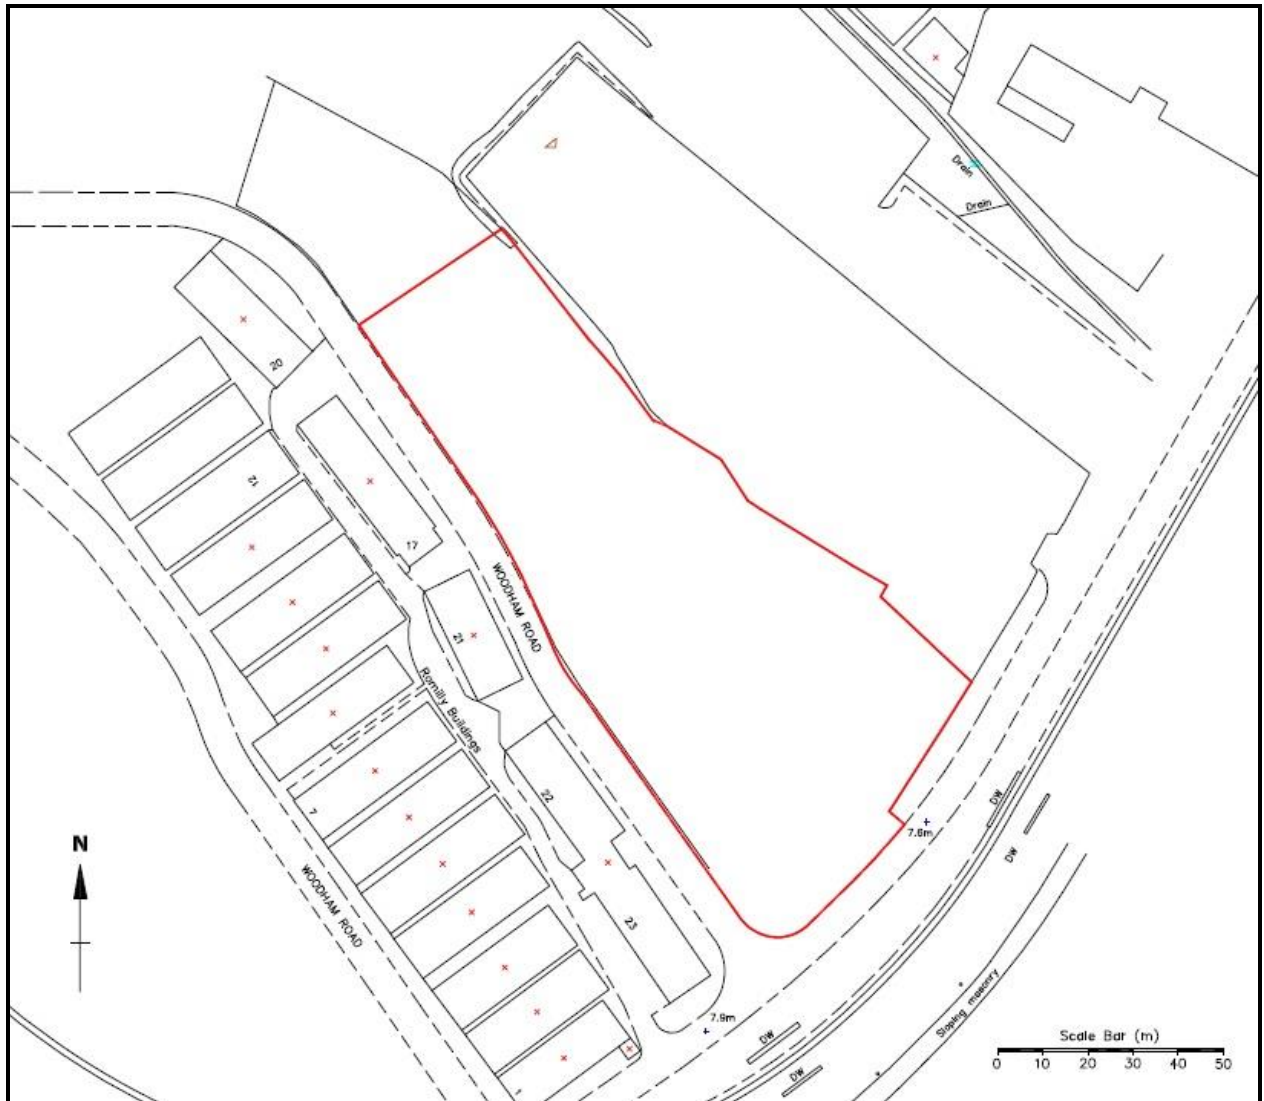 Drain
Drain
20
12
17
WOODHAM ROAD
21
Romilly Buildings
22
7
7.6m
DW
DW
N
WOODHAM ROAD
23
Sloping masonry
7.9m
DW
DW
Scale Bar (m)
0 10 20 30 40 50